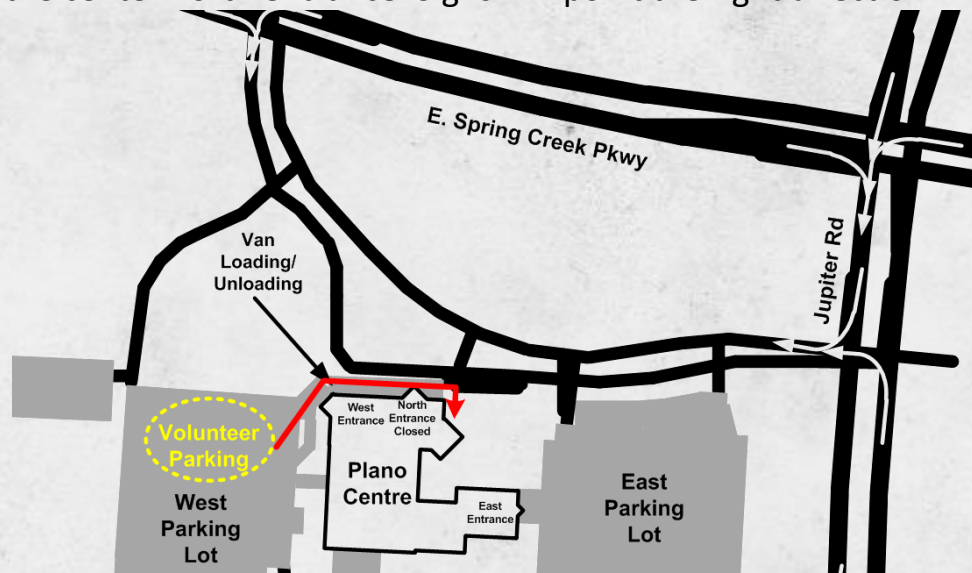 E. Spring Creek Pkwy
Jupiter Rd
Van
Loading/
Unloading
West
Entrance
North
Entrance
Closed
Volunteer
Parking
Plano
Centre
East
Entrance
West
Parking
Lot
East
Parking
Lot